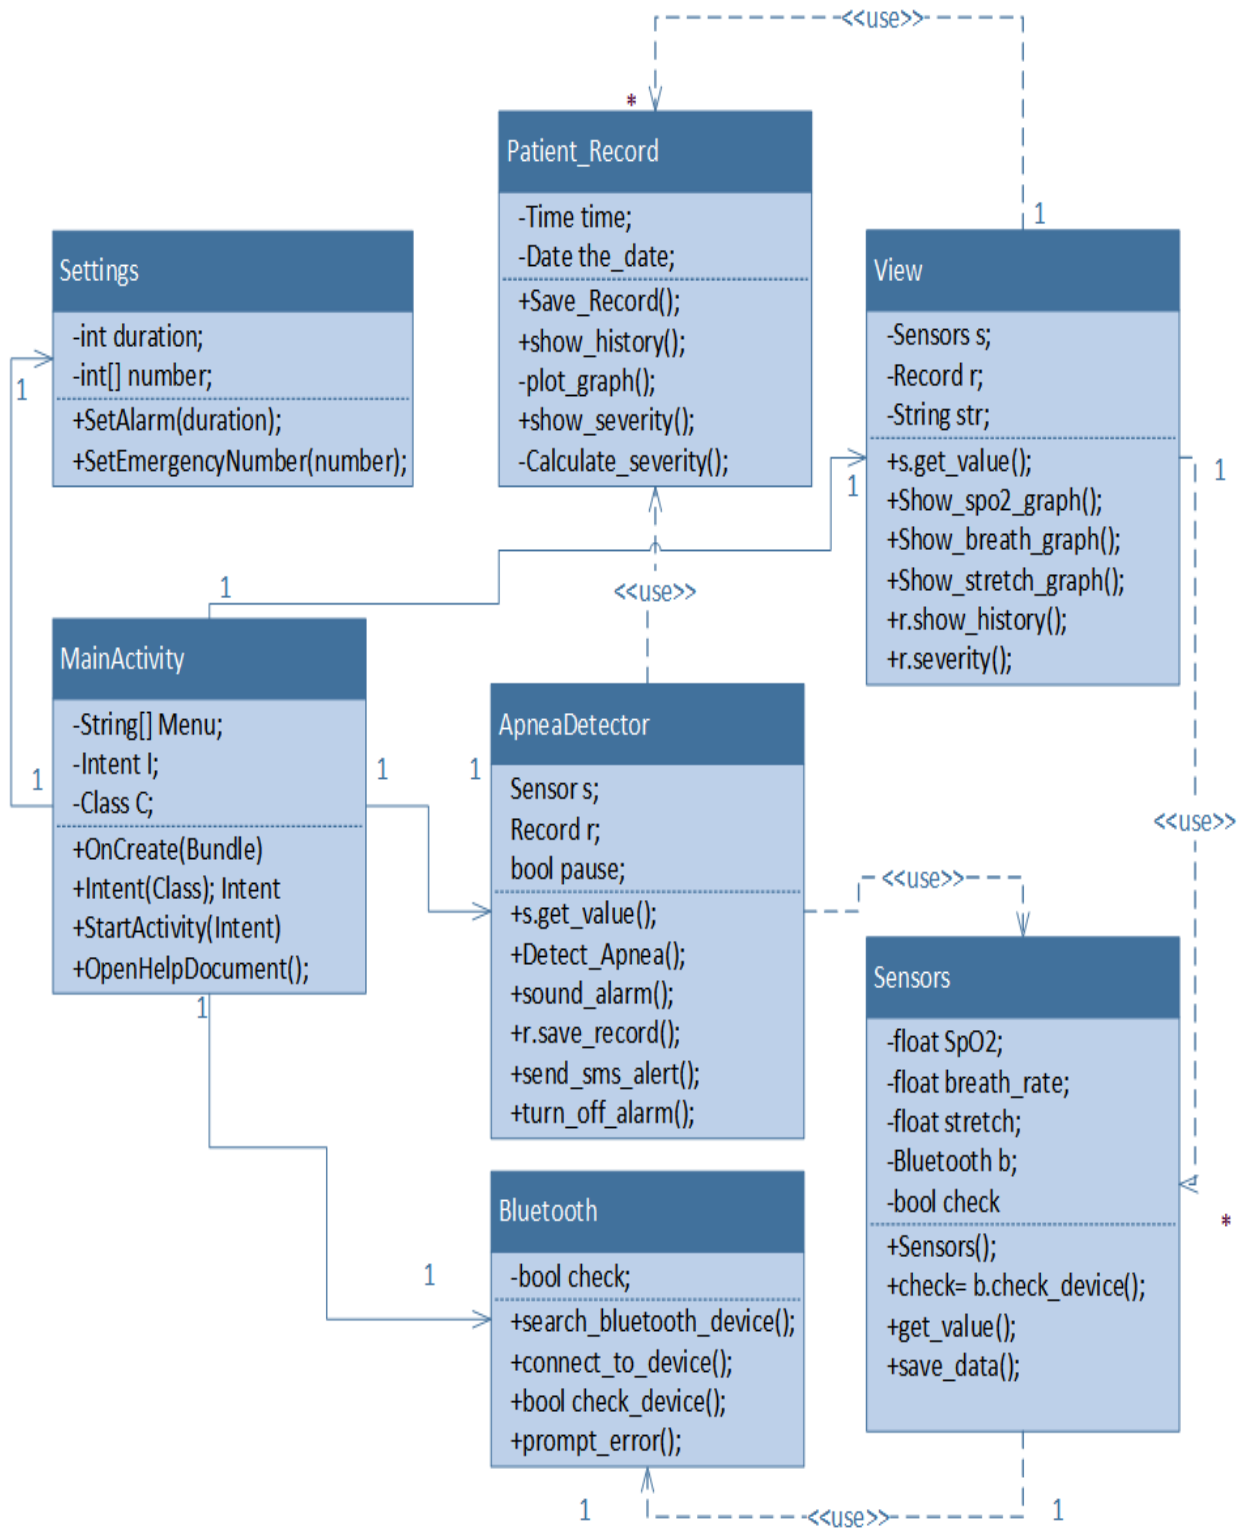 <<use>>
*
Patient_Record
-Time time;
-Date the_date;
+Save_Record();
+show_history();
-plot_graph();
+show_severity();
-Calculate_severity();
1
View
-Sensors s;
-Record r;
-String str;
+s.get_value();
+Show_spo2_graph();
+Show_breath_graph();
+Show_stretch_graph();
+r.show_history();
+r.severity();
Settings
-int duration;
-int[] number;
+SetAlarm(duration);
+SetEmergencyNumber(number);
1
1
1
1
<<use>>
MainActivity
-String[] Menu;
-Intent I;
-Class C;
+OnCreate(Bundle)
+Intent(Class); Intent
+StartActivity(Intent)
+OpenHelpDocument();
1
1
1
ApneaDetector
Sensor s;
Record r;
bool pause;
+s.get_value();
+Detect_Apnea();
+sound_alarm();
+r.save_record();
+send_sms_alert();
+turn_off_alarm();
<<use>>
<<use>>
Sensors
-float SpO2;
-float breath_rate;
-float stretch;
-Bluetooth b;
-bool check
+Sensors();
+check= b.check_device();
+get_value();
+save_data();
*
1
1
Bluetooth
-bool check;
+search_bluetooth_device();
+connect_to_device();
+bool check_device();
+prompt_error();
1
<<use>>
1